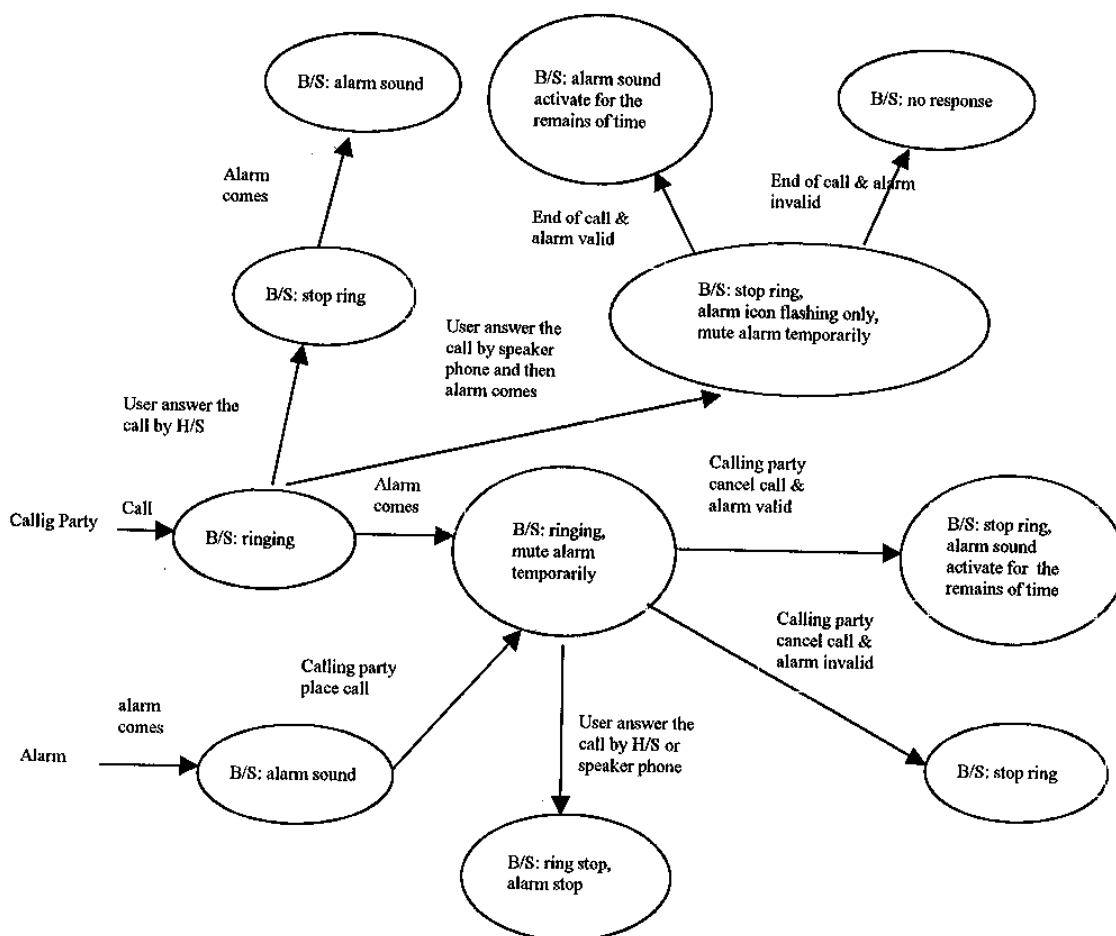 B/S: alarm sound
B/S: alarm sound
activate for the
remains of time
B/S: no response
Alarm
comes
End of call & alarm
invalid
End of call &
alarm valid
B/S: stop ring
B/S: stop ring,
alarm icon flashing only,
mute alarm temporarily
User answer the
call by speaker
phone and then
alarm comes
User answer the
call by H/S
Calling party
cancel call &
alarm valid
Alarm
comes
Callig Party
Call
B/S: ringing
B/S: ringing,
mute alarm
temporarily
B/S: stop ring,
alarm sound
activate for the
remains of time
Calling party
cancel call &
alarm invalid
Calling party
place call
alarm
comes
User answer the
call by H/S or
speaker phone
Alarm
B/S: alarm sound
B/S: stop ring
B/S: ring stop,
alarm stop